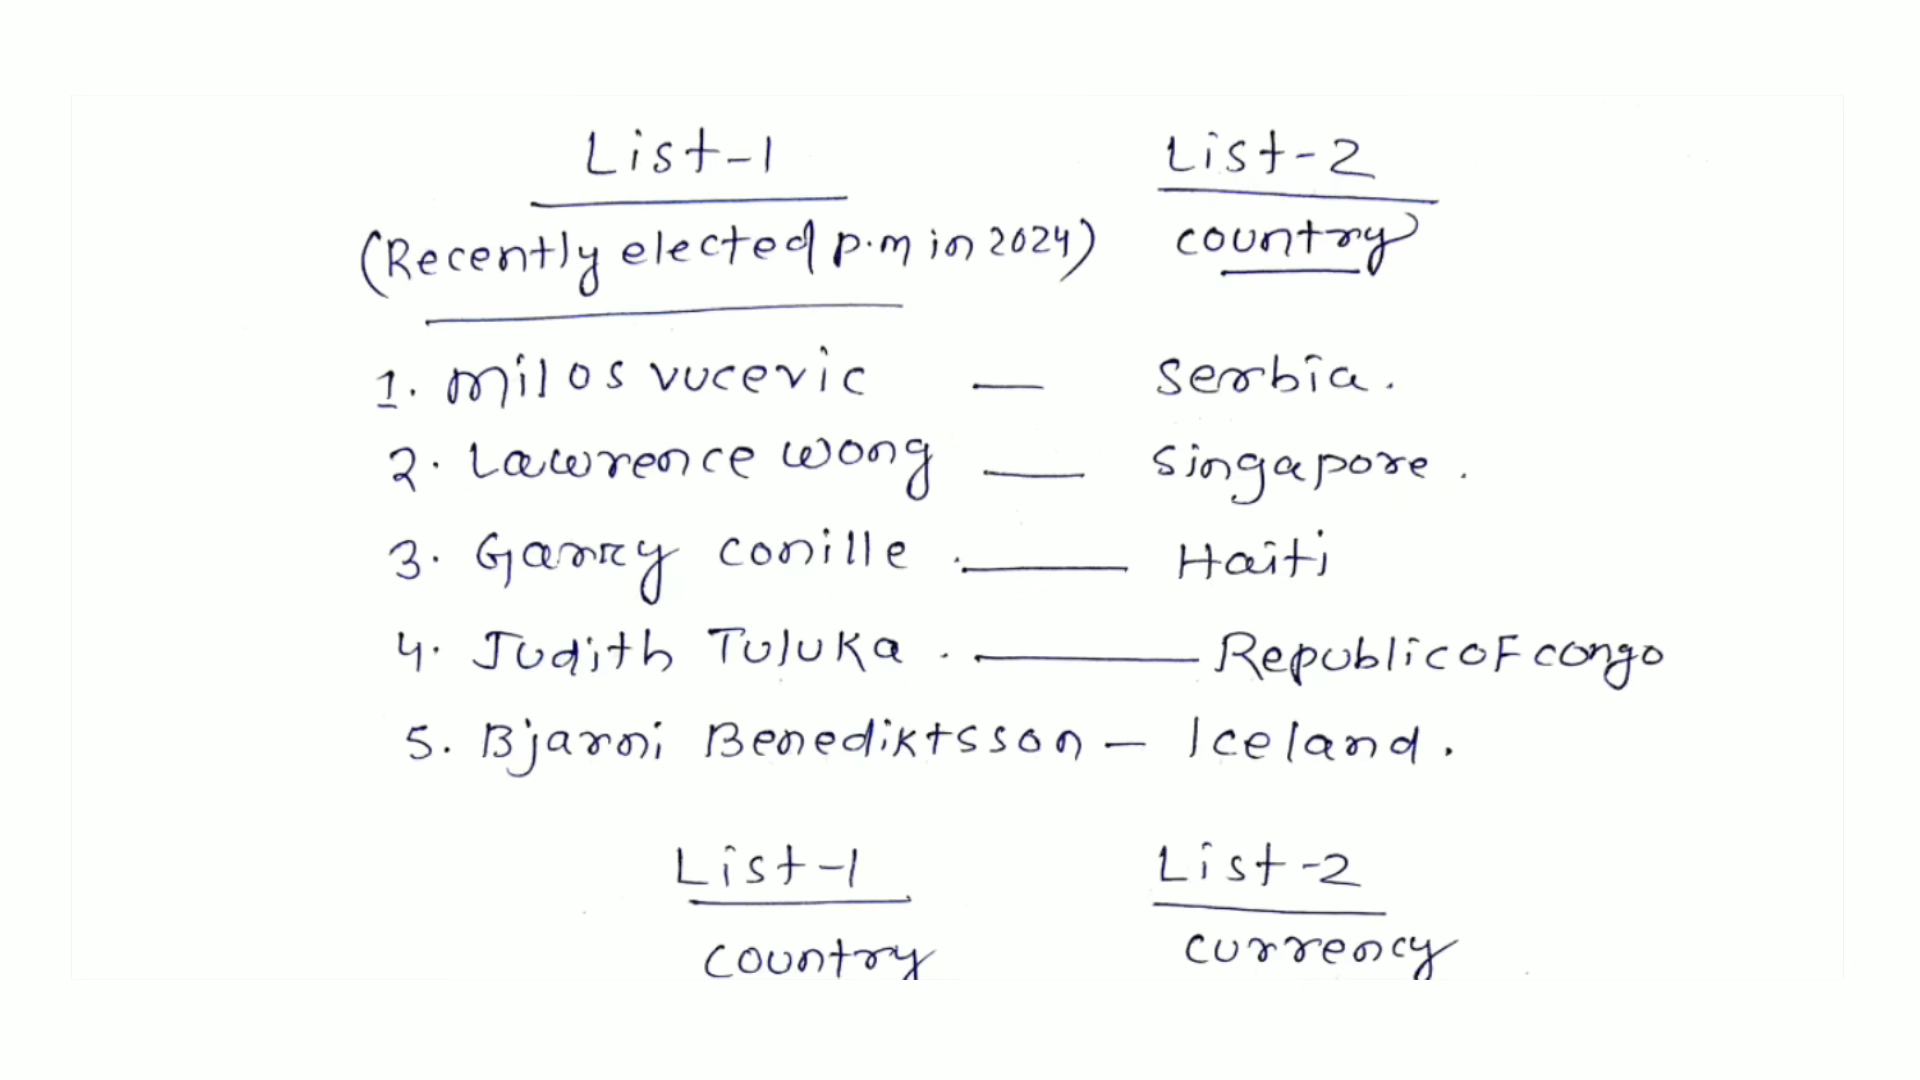 List-1 List-2
(Recently elected p.m in 2024) country
1. milos vucevic — Serbia.
2. Lawrence wong — Singapore.
3. Garry conille. — Haiti
4. Judith Tuluka. — Republic of congo
5. Bjarni Benediktsson — Iceland.
List-1 List-2
country currency